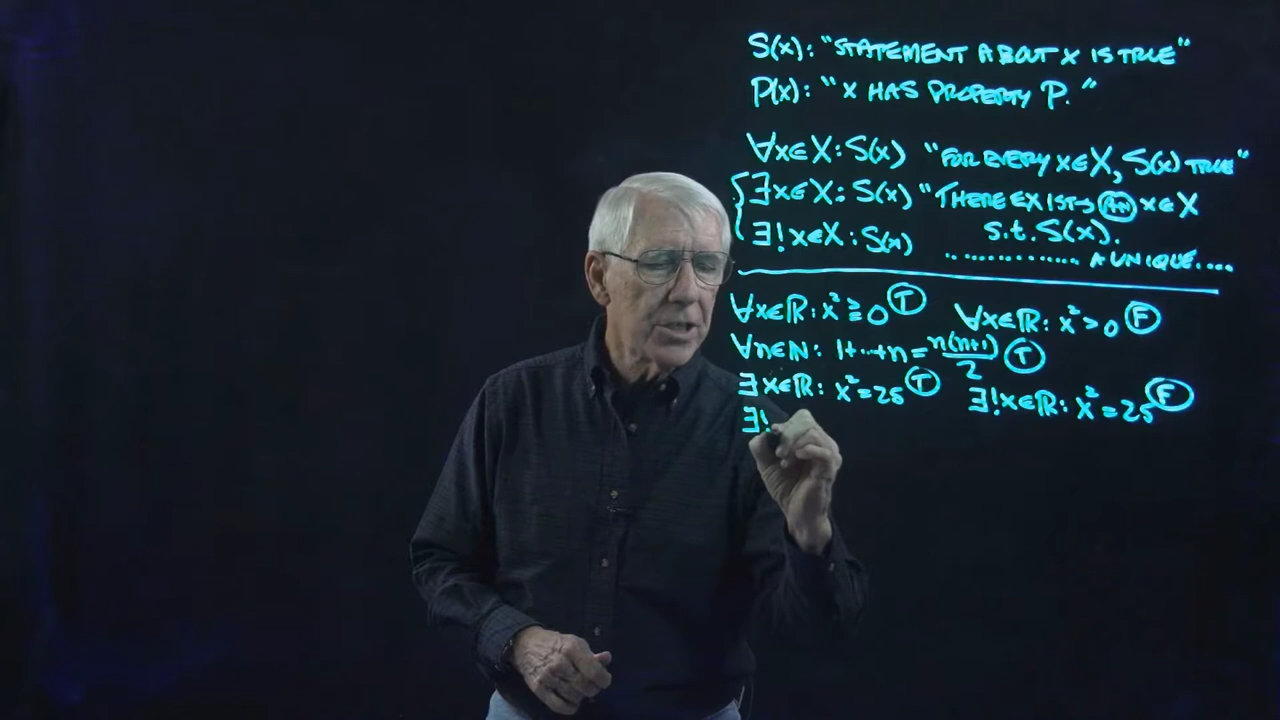 S(x): "STATEMENT ABOUT X IS TRUE"
P(x): "X HAS PROPERTY P."
∀x∈X: S(x) "FOR EVERY x∈X, S(x) TRUE"
∃x∈X: S(x) "THERE EXISTS AN x∈X
s.t. S(x).
∃!x∈X: S(x) .............. A UNIQUE....
∀x∈ℝ: x² ≧ 0 T ∀x∈ℝ: x² > 0 F
∀n∈ℕ: 1+...+n = n(n+1)/2 T
∃x∈ℝ: x² = 25 T ∃!x∈ℝ: x² = 25 F
∃!